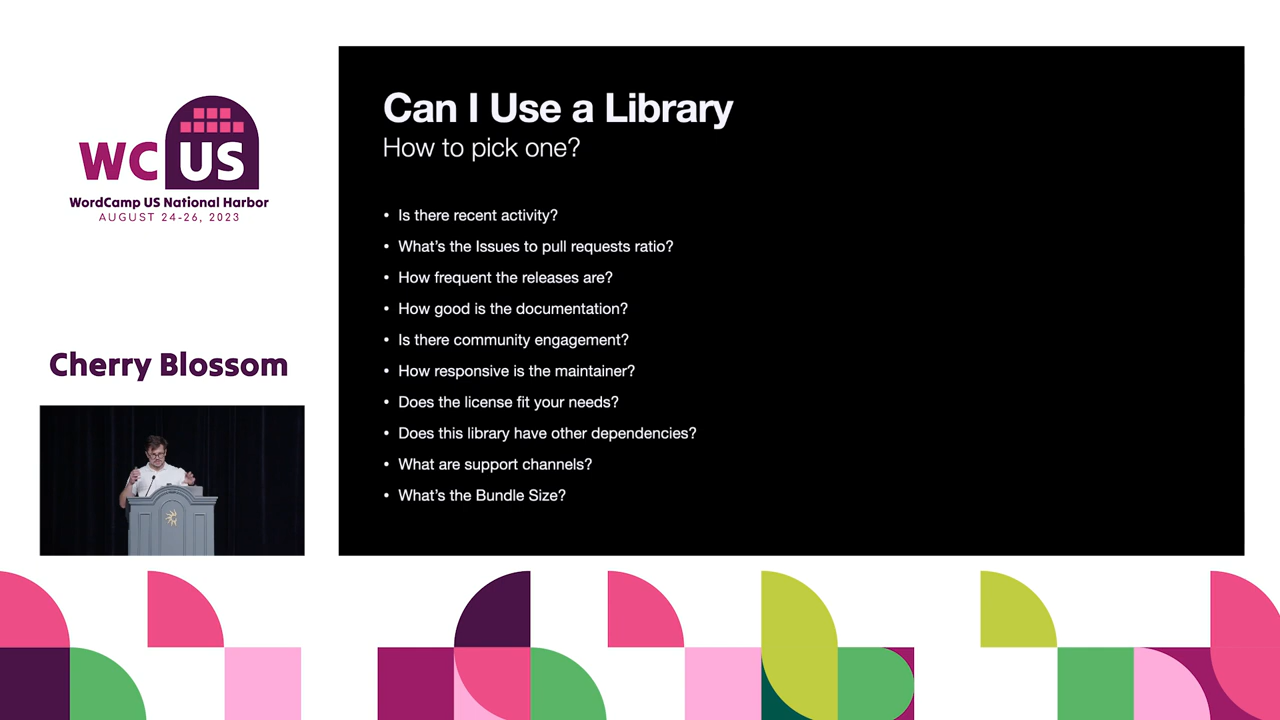 WC US
WordCamp US National Harbor
AUGUST 24-26, 2023
Cherry Blossom
Can I Use a Library
How to pick one?
• Is there recent activity?
• What's the Issues to pull requests ratio?
• How frequent the releases are?
• How good is the documentation?
• Is there community engagement?
• How responsive is the maintainer?
• Does the license fit your needs?
• Does this library have other dependencies?
• What are support channels?
• What's the Bundle Size?